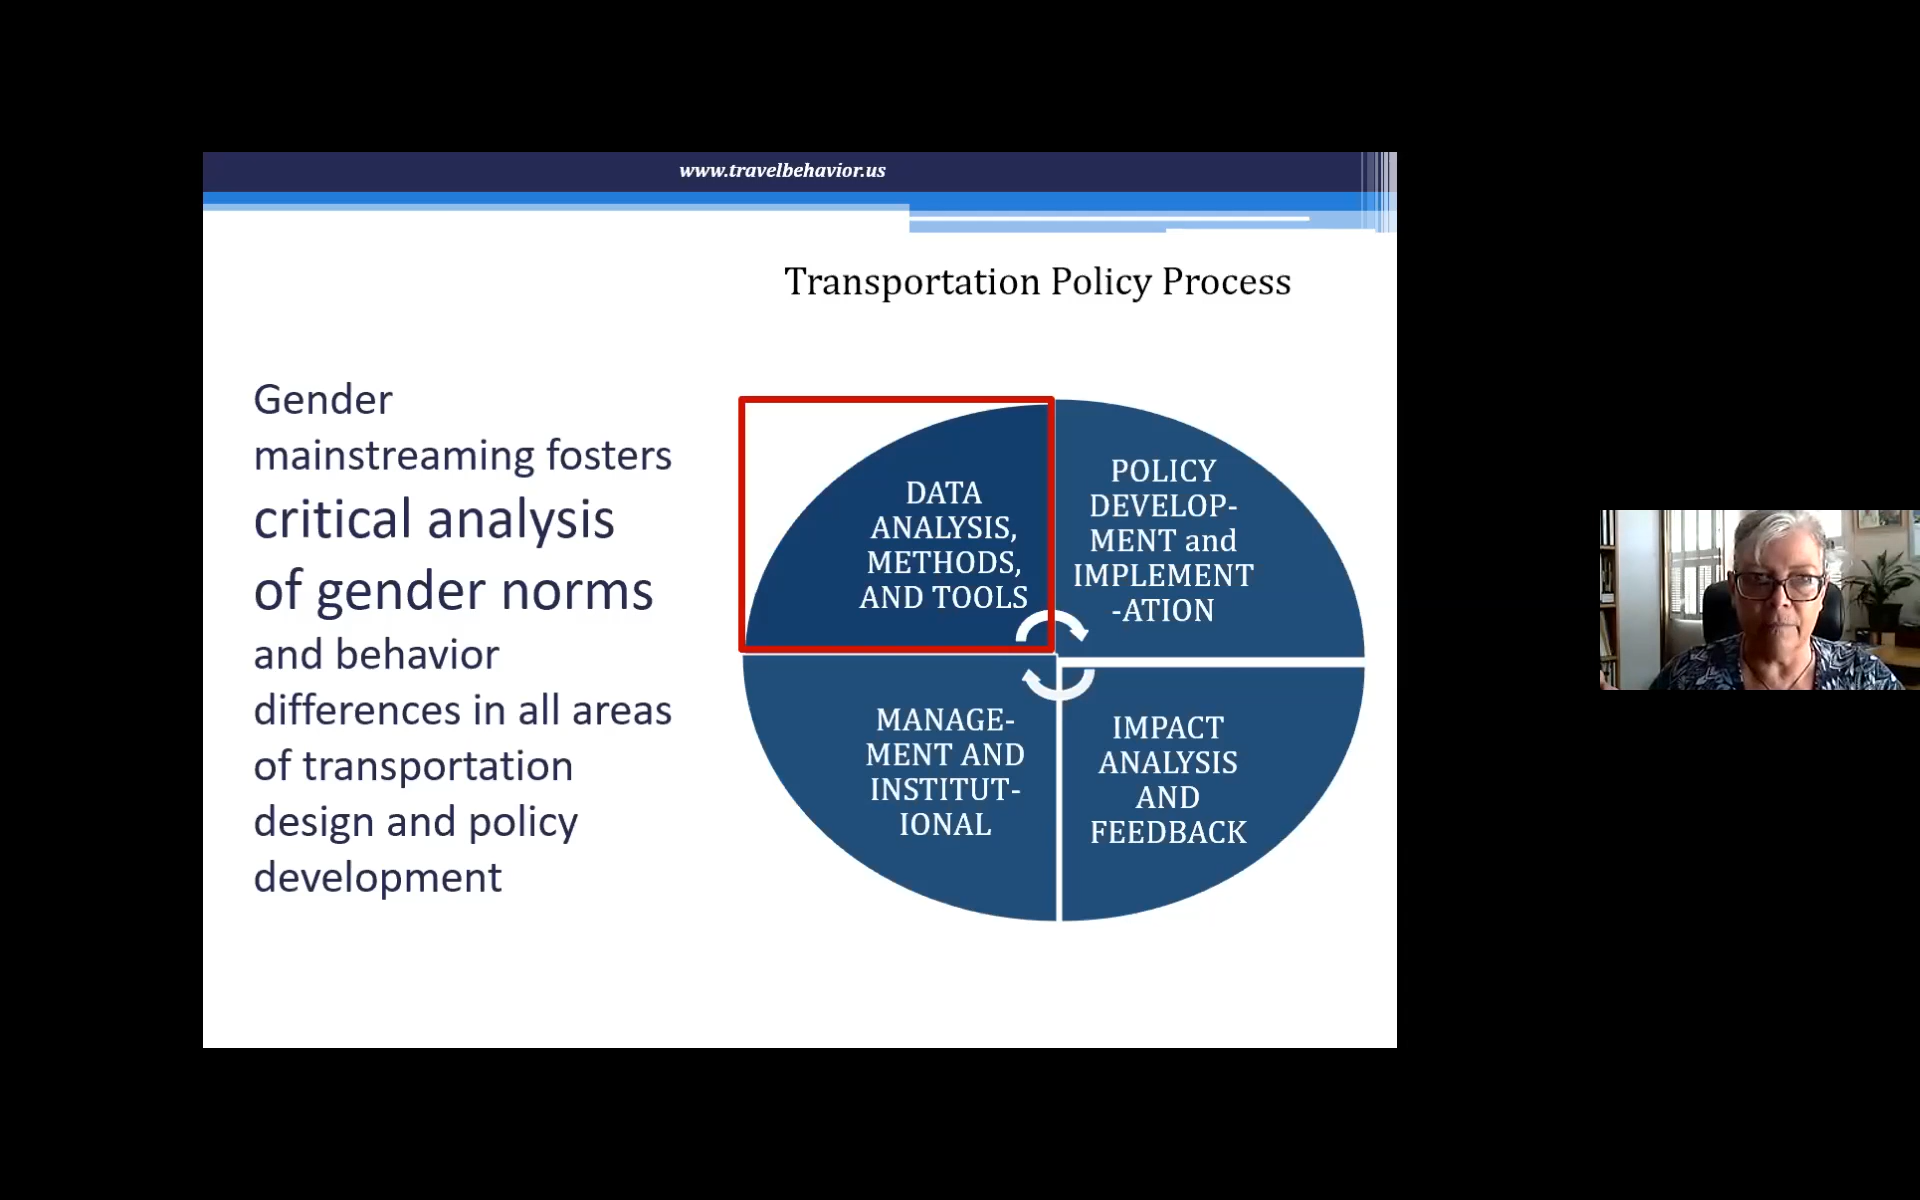 www.travelbehavior.us
Transportation Policy Process
Gender
mainstreaming fosters
critical analysis
of gender norms
and behavior
differences in all areas
of transportation
design and policy
development
DATA
ANALYSIS,
METHODS,
AND TOOLS
POLICY
DEVELOP-
MENT and
IMPLEMENT
-ATION
MANAGE-
MENT AND
INSTITUT-
IONAL
IMPACT
ANALYSIS
AND
FEEDBACK